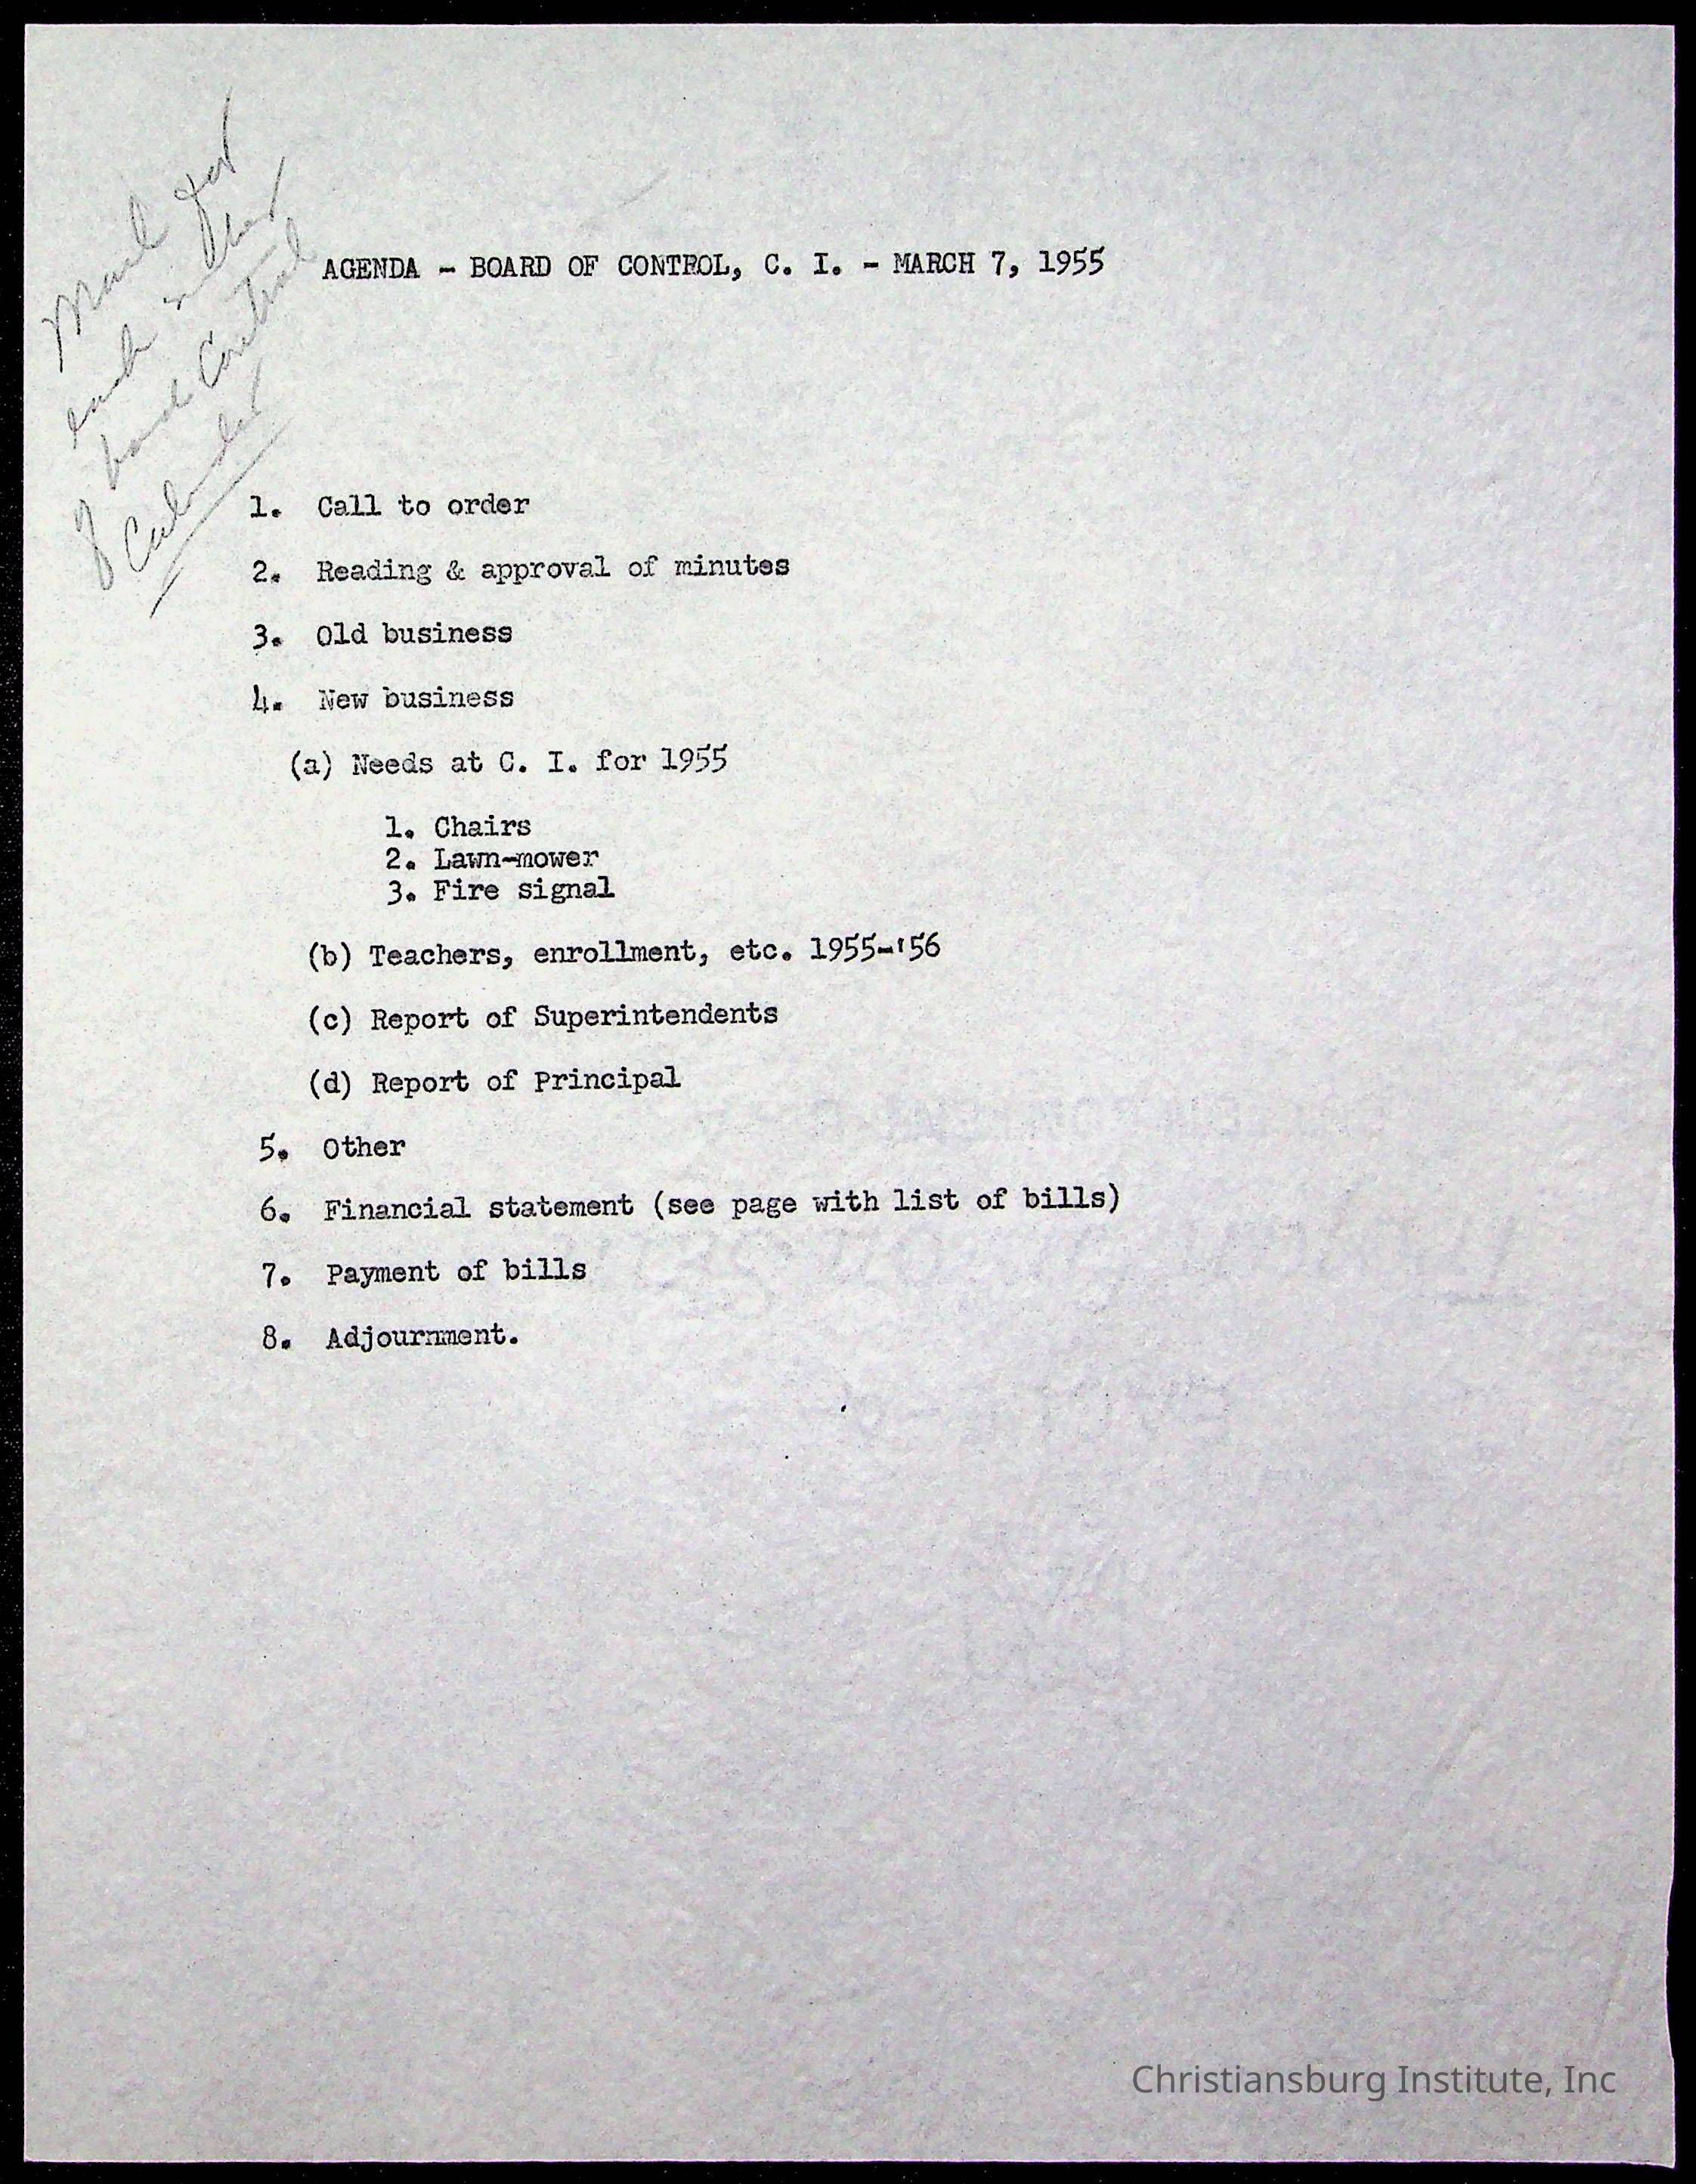 Mail for
each
board Control
Calendar
AGENDA - BOARD OF CONTROL, C. I. - MARCH 7, 1955
1. Call to order
2. Reading & approval of minutes
3. Old business
4. New business
(a) Needs at C. I. for 1955
1. Chairs
2. Lawn-mower
3. Fire signal
(b) Teachers, enrollment, etc. 1955-'56
(c) Report of Superintendents
(d) Report of Principal
5. Other
6. Financial statement (see page with list of bills)
7. Payment of bills
8. Adjournment.
Christiansburg Institute, Inc